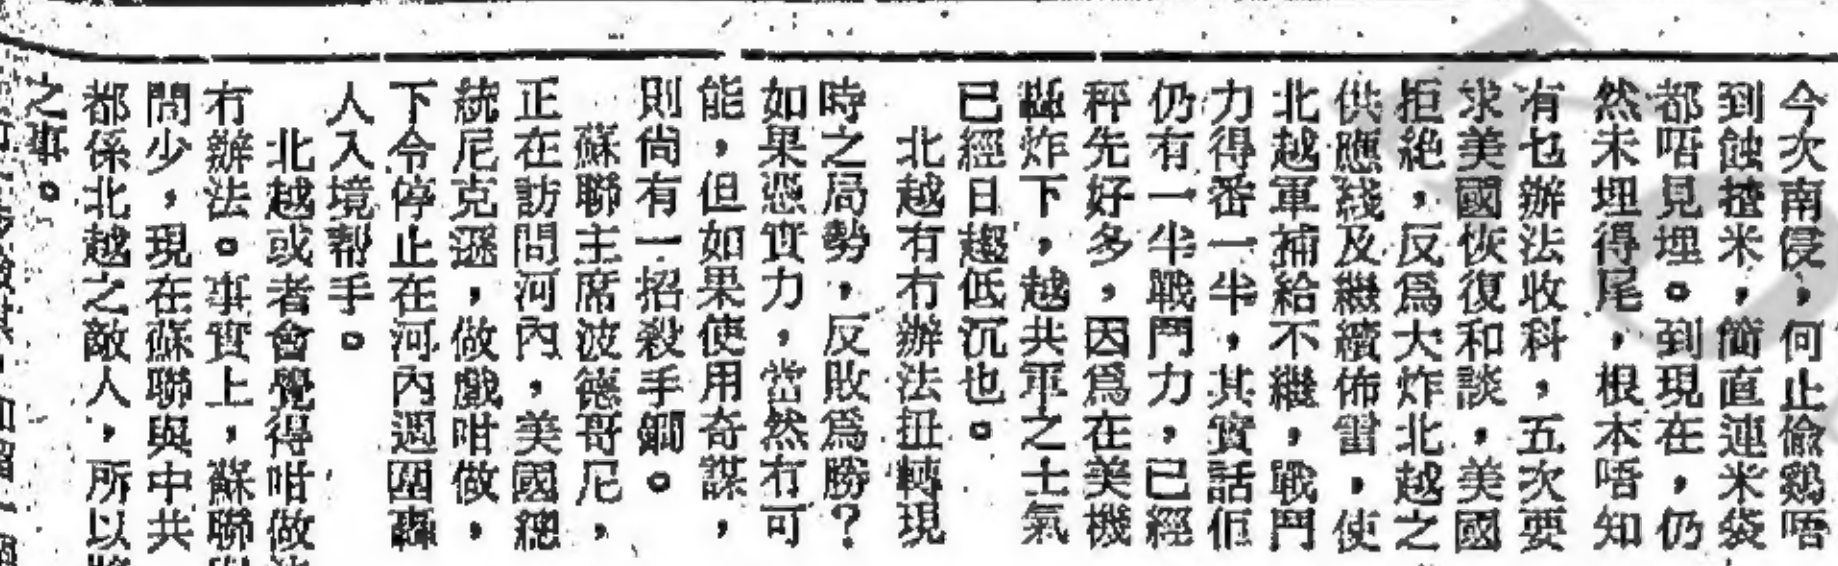 今次南侵，何止偷鷄唔
到蝕揸米，簡直連米袋
都唔見埋。到現在，仍
然未埋得尾，根本唔知
有乜辦法收科，五次要
求美國恢復和談，美國
拒絕，反爲大炸北越之
供應綫及繼續佈雷，使
北越軍補給不繼，戰鬥
力得番一半，其實話佢
仍有一半戰鬥力，已經
秤先好多，因爲在美機
轟炸下，越共軍之士氣
已經日趨低沉也。
北越有冇辦法扭轉現
時之局勢，反敗爲勝？
如果憑實力，當然冇可
能，但如果使用奇謀，
則尚有一招殺手鐧。
蘇聯主席波德哥尼，
正在訪問河內，美國總
統尼克遜，做戲咁做，
下令停止在河內週圍轟
人入境幫手。
北越或者會覺得咁做
冇辦法。事實上，蘇聯
間少，現在蘇聯與中共
都係北越之敵人，所以
之事。